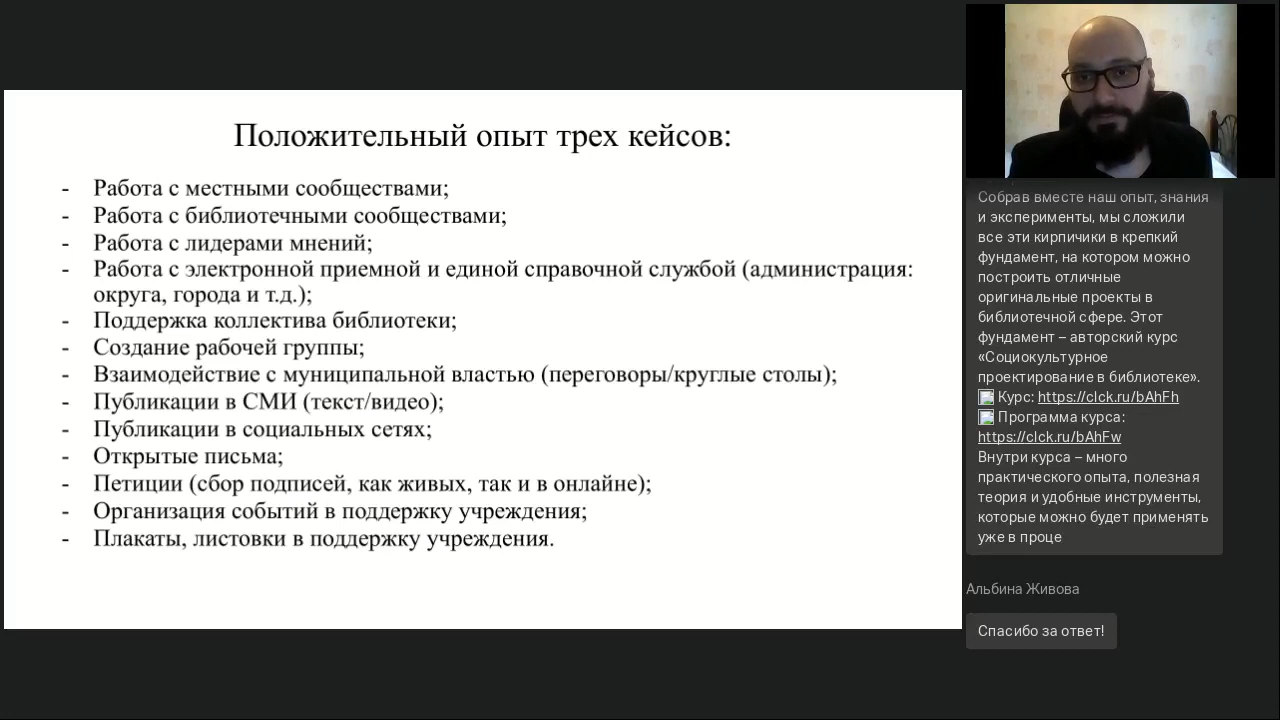 Положительный опыт трех кейсов:
- Работа с местными сообществами;
- Работа с библиотечными сообществами;
- Работа с лидерами мнений;
- Работа с электронной приемной и единой справочной службой (администрация:
округа, города и т.д.);
- Поддержка коллектива библиотеки;
- Создание рабочей группы;
- Взаимодействие с муниципальной властью (переговоры/круглые столы);
- Публикации в СМИ (текст/видео);
- Публикации в социальных сетях;
- Открытые письма;
- Петиции (сбор подписей, как живых, так и в онлайне);
- Организация событий в поддержку учреждения;
- Плакаты, листовки в поддержку учреждения.
Собрав вместе наш опыт, знания
и эксперименты, мы сложили
все эти кирпичики в крепкий
фундамент, на котором можно
построить отличные
оригинальные проекты в
библиотечной сфере. Этот
фундамент – авторский курс
«Социокультурное
проектирование в библиотеке».
Курс: https://clck.ru/bAhFh
Программа курса:
https://clck.ru/bAhFw
Внутри курса – много
практического опыта, полезная
теория и удобные инструменты,
которые можно будет применять
уже в проце
Альбина Живова
Спасибо за ответ!